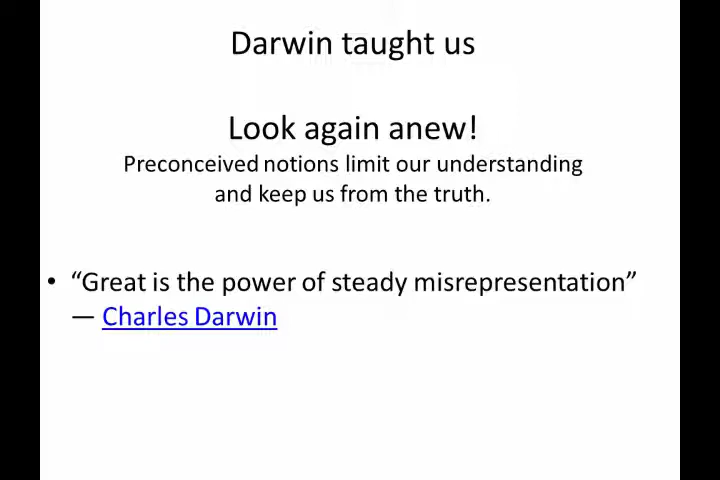 Darwin taught us
Look again anew!
Preconceived notions limit our understanding
and keep us from the truth.
• “Great is the power of steady misrepresentation”
— Charles Darwin